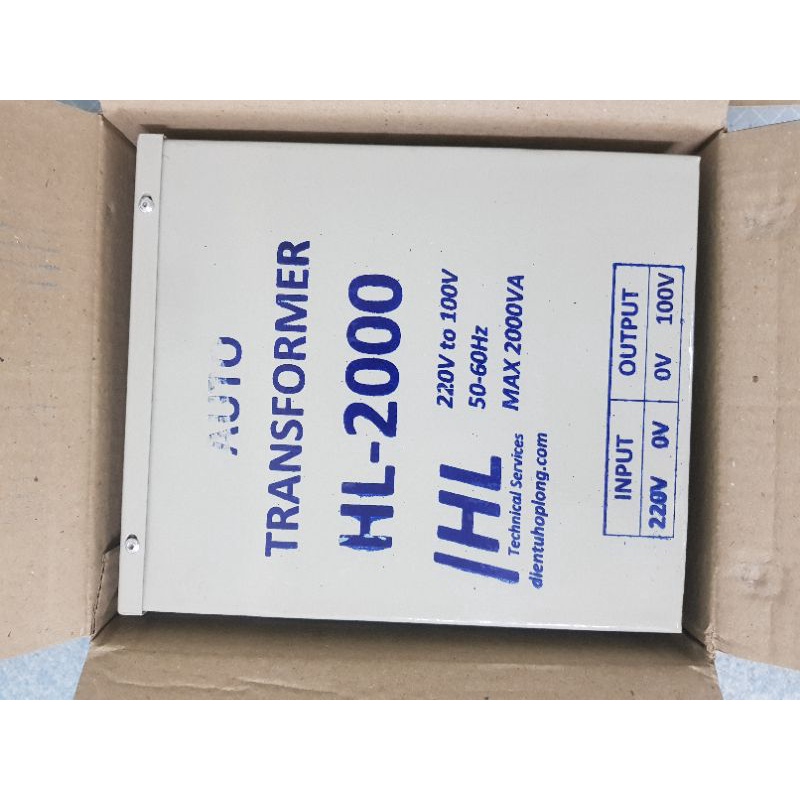 AUTO
TRANSFORMER
HL-2000
HL
Technical Services
dientuhoplong.com
220V to 100V
50-60Hz
MAX 2000VA
INPUT OUTPUT
220V 0V 0V 100V